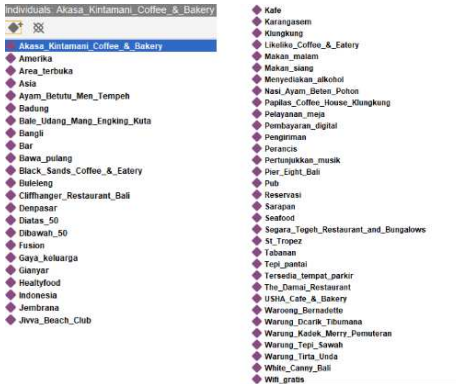 Individuals: Akasa_Kintamani_Coffee_&_Bakery
Akasa_Kintamani_Coffee_&_Bakery
Amerika
Area_terbuka
Asia
Ayam_Betutu_Men_Tempeh
Badung
Bale_Udang_Mang_Engking_Kuta
Bangli
Bar
Bawa_pulang
Black_Sands_Coffee_&_Eatery
Buleleng
Cliffhanger_Restaurant_Bali
Denpasar
Diatas_50
Dibawah_50
Fusion
Gaya_keluarga
Gianyar
Healtyfood
Indonesia
Jembrana
Jivva_Beach_Club
Kafe
Karangasem
Klungkung
Likeliko_Coffee_&_Eatery
Makan_malam
Makan_siang
Menyediakan_alkohol
Nasi_Ayam_Beten_Pohon
Papilas_Coffee_House_Klungkung
Pelayanan_meja
Pembayaran_digital
Pengiriman
Perancis
Pertunjukkan_musik
Pier_Eight_Bali
Pub
Reservasi
Sarapan
Seafood
Segara_Tegeh_Restaurant_and_Bungalows
St_Tropez
Tabanan
Tepi_pantai
Tersedia_tempat_parkir
The_Damai_Restaurant
USHA_Cafe_&_Bakery
Waroeng_Bernadette
Warung_Dcarik_Tibumana
Warung_Kadek_Merry_Pemuteran
Warung_Tepi_Sawah
Warung_Tirta_Unda
White_Canny_Bali
Wifi_gratis